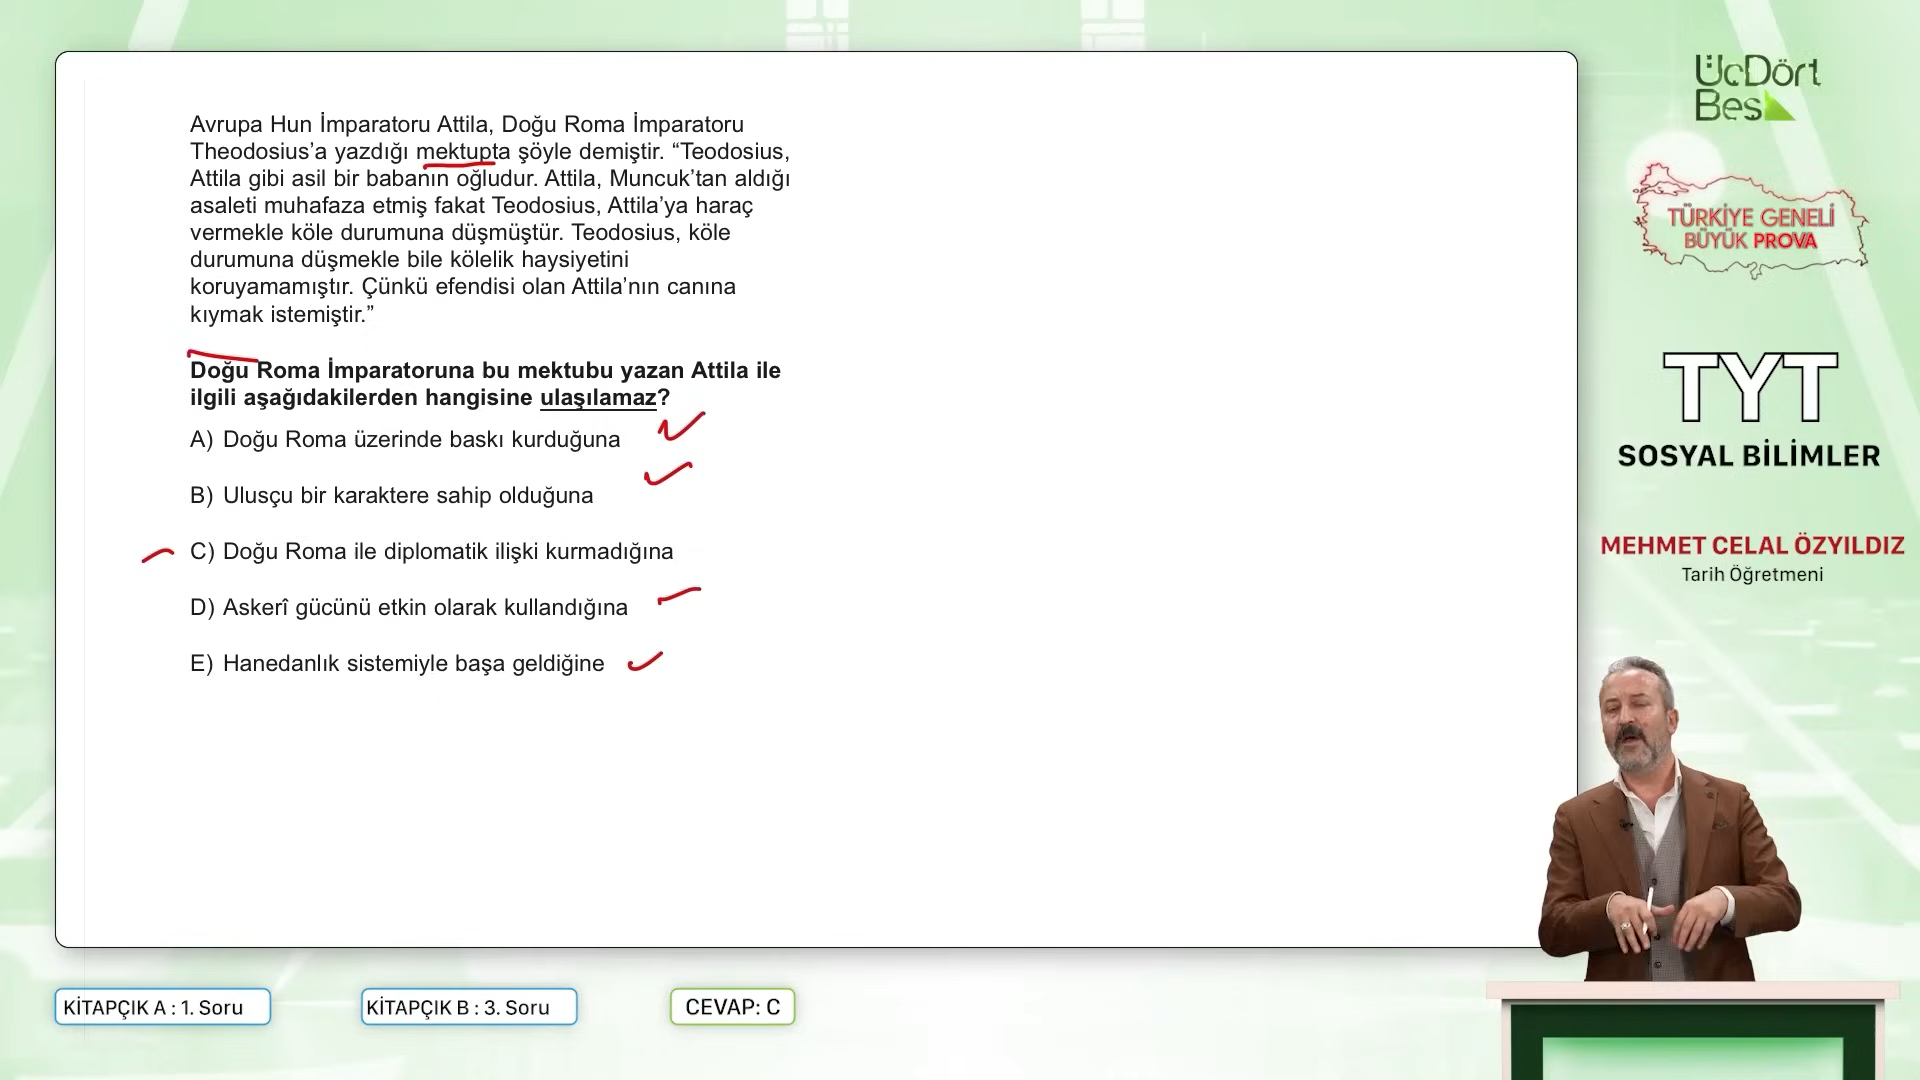 Avrupa Hun İmparatoru Attila, Doğu Roma İmparatoru
Theodosius’a yazdığı mektupta şöyle demiştir. “Teodosius,
Attila gibi asil bir babanın oğludur. Attila, Muncuk’tan aldığı
asaleti muhafaza etmiş fakat Teodosius, Attila’ya haraç
vermekle köle durumuna düşmüştür. Teodosius, köle
durumuna düşmekle bile kölelik haysiyetini
koruyamamıştır. Çünkü efendisi olan Attila’nın canına
kıymak istemiştir.”
Doğu Roma İmparatoruna bu mektubu yazan Attila ile
ilgili aşağıdakilerden hangisine ulaşılamaz?
A) Doğu Roma üzerinde baskı kurduğuna
B) Ulusçu bir karaktere sahip olduğuna
C) Doğu Roma ile diplomatik ilişki kurmadığına
D) Askerî gücünü etkin olarak kullandığına
E) Hanedanlık sistemiyle başa geldiğine
KİTAPÇIK A : 1. Soru
KİTAPÇIK B : 3. Soru
CEVAP: C
ÜçDört
Beş
TÜRKİYE GENELİ
BÜYÜK PROVA
TYT
SOSYAL BİLİMLER
MEHMET CELAL ÖZYILDIZ
Tarih Öğretmeni